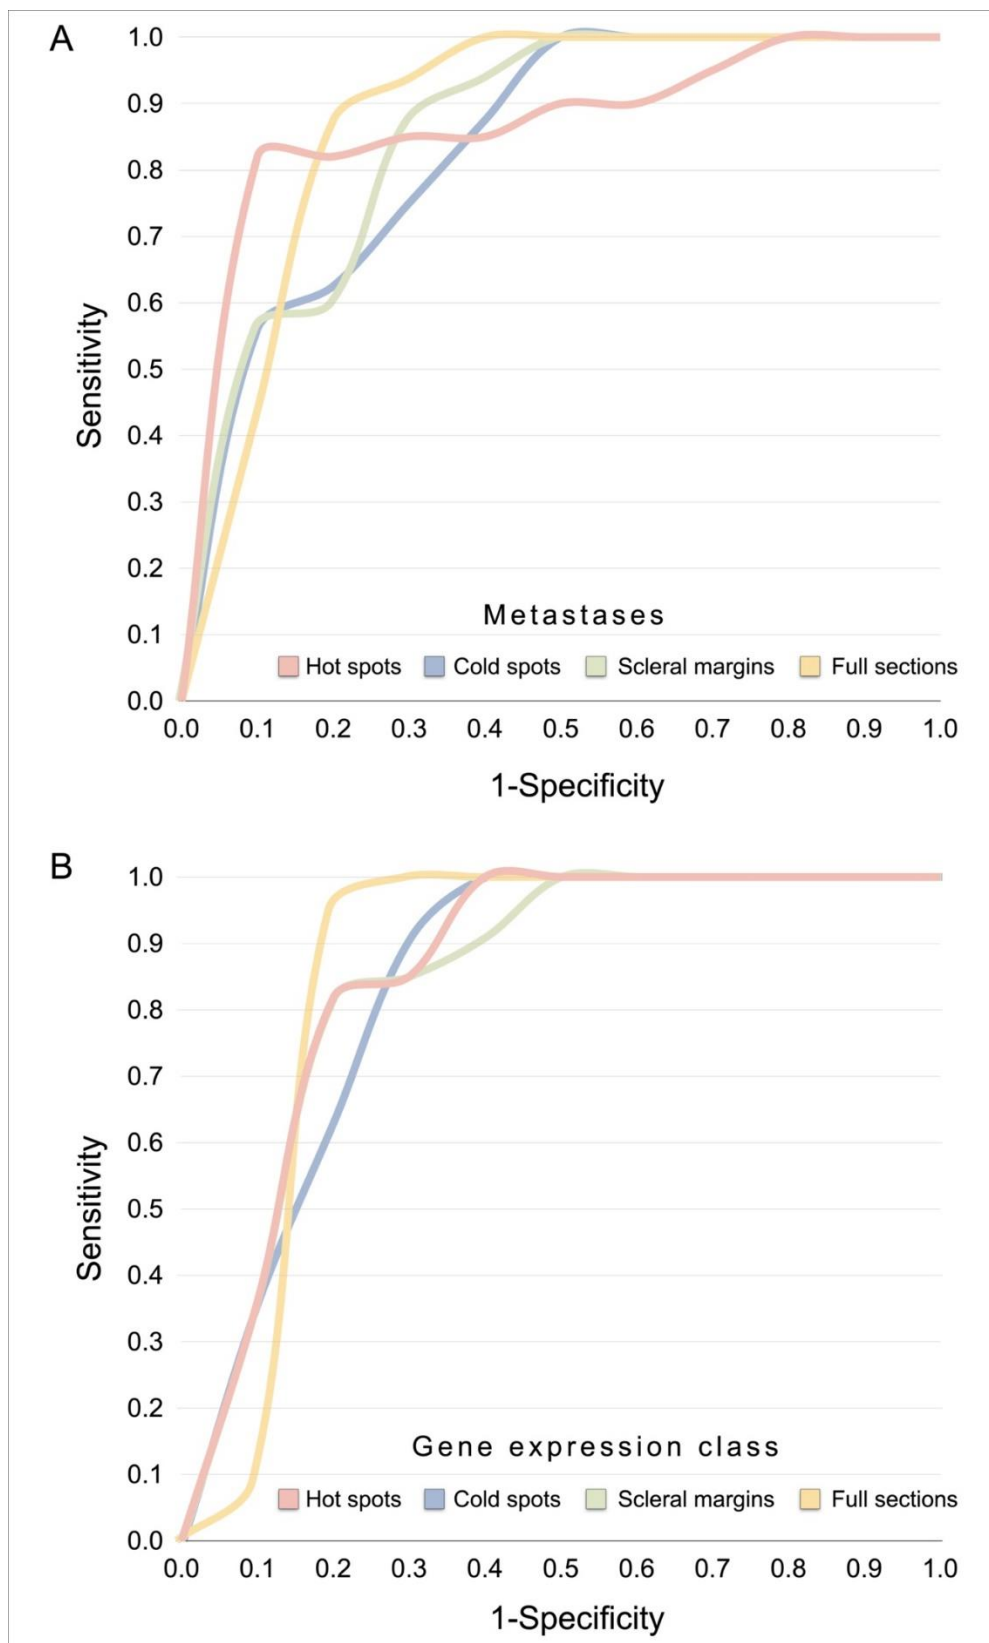 A
1.0
0.9
0.8
0.7
0.6
0.5
0.4
0.3
0.2
0.1
0.0
Sensitivity
Metastases
Hot spots Cold spots Scleral margins Full sections
0.0 0.1 0.2 0.3 0.4 0.5 0.6 0.7 0.8 0.9 1.0
1-Specificity
B
1.0
0.9
0.8
0.7
0.6
0.5
0.4
0.3
0.2
0.1
0.0
Sensitivity
Gene expression class
Hot spots Cold spots Scleral margins Full sections
0.0 0.1 0.2 0.3 0.4 0.5 0.6 0.7 0.8 0.9 1.0
1-Specificity